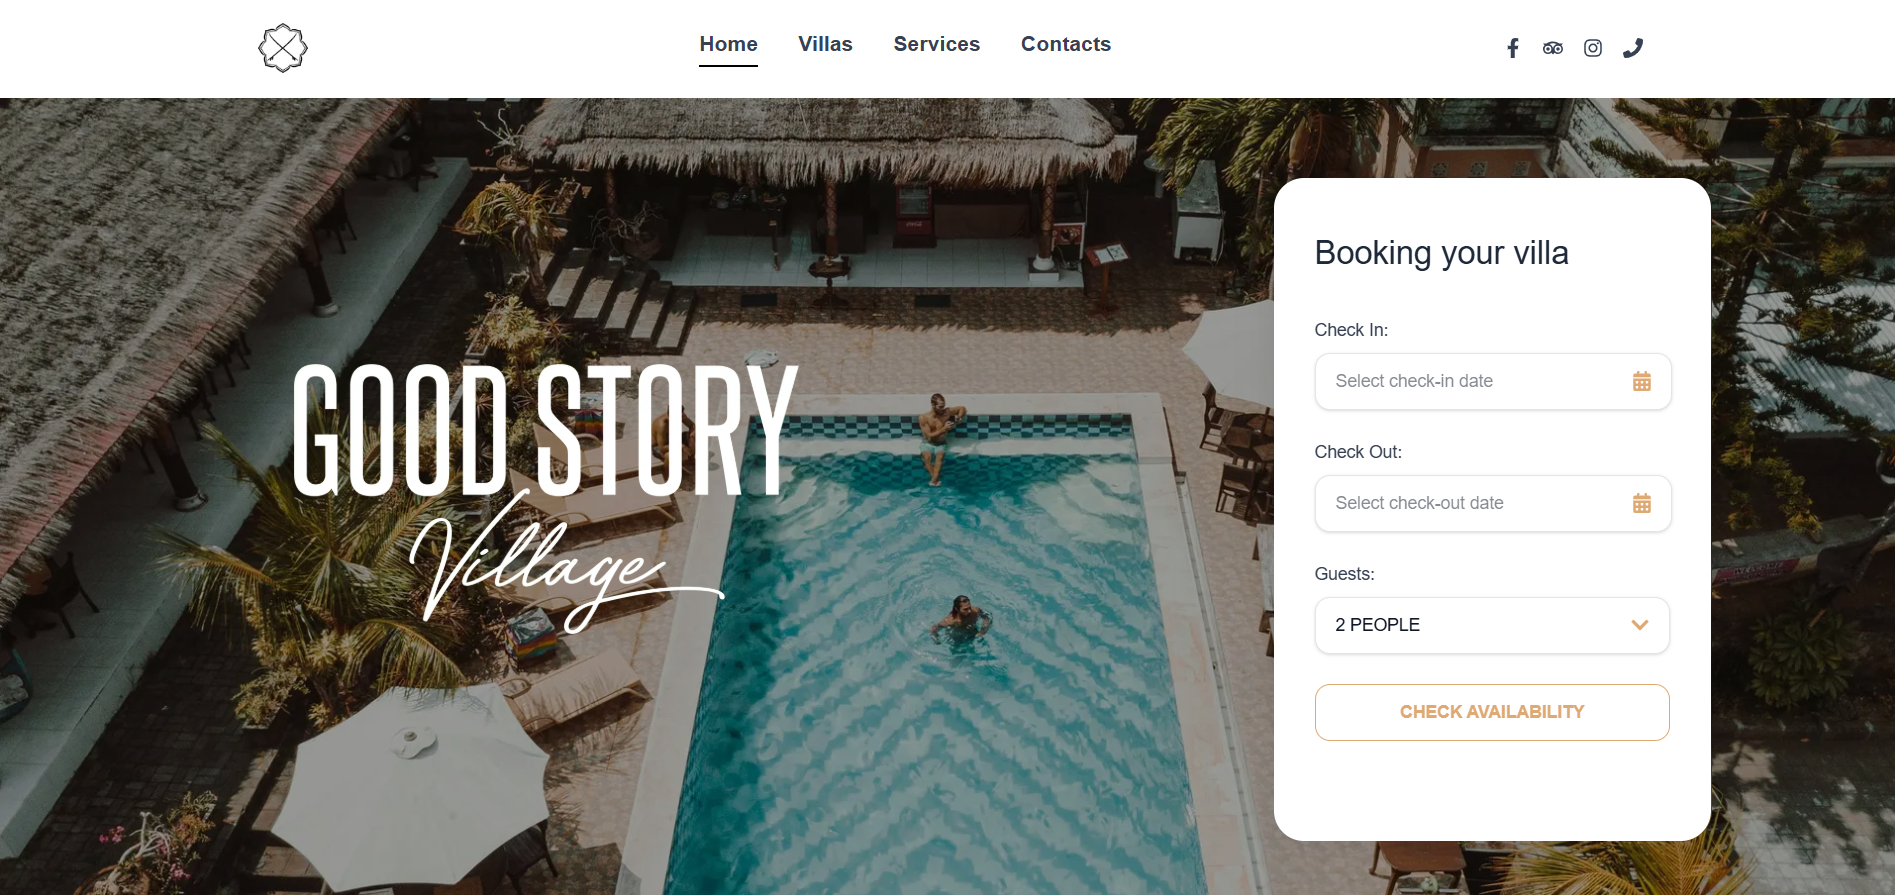 Home
Villas
Services
Contacts
GOOD STORY
Village
Booking your villa
Check In:
Select check-in date
Check Out:
Select check-out date
Guests:
2 PEOPLE
CHECK AVAILABILITY
WELCOME